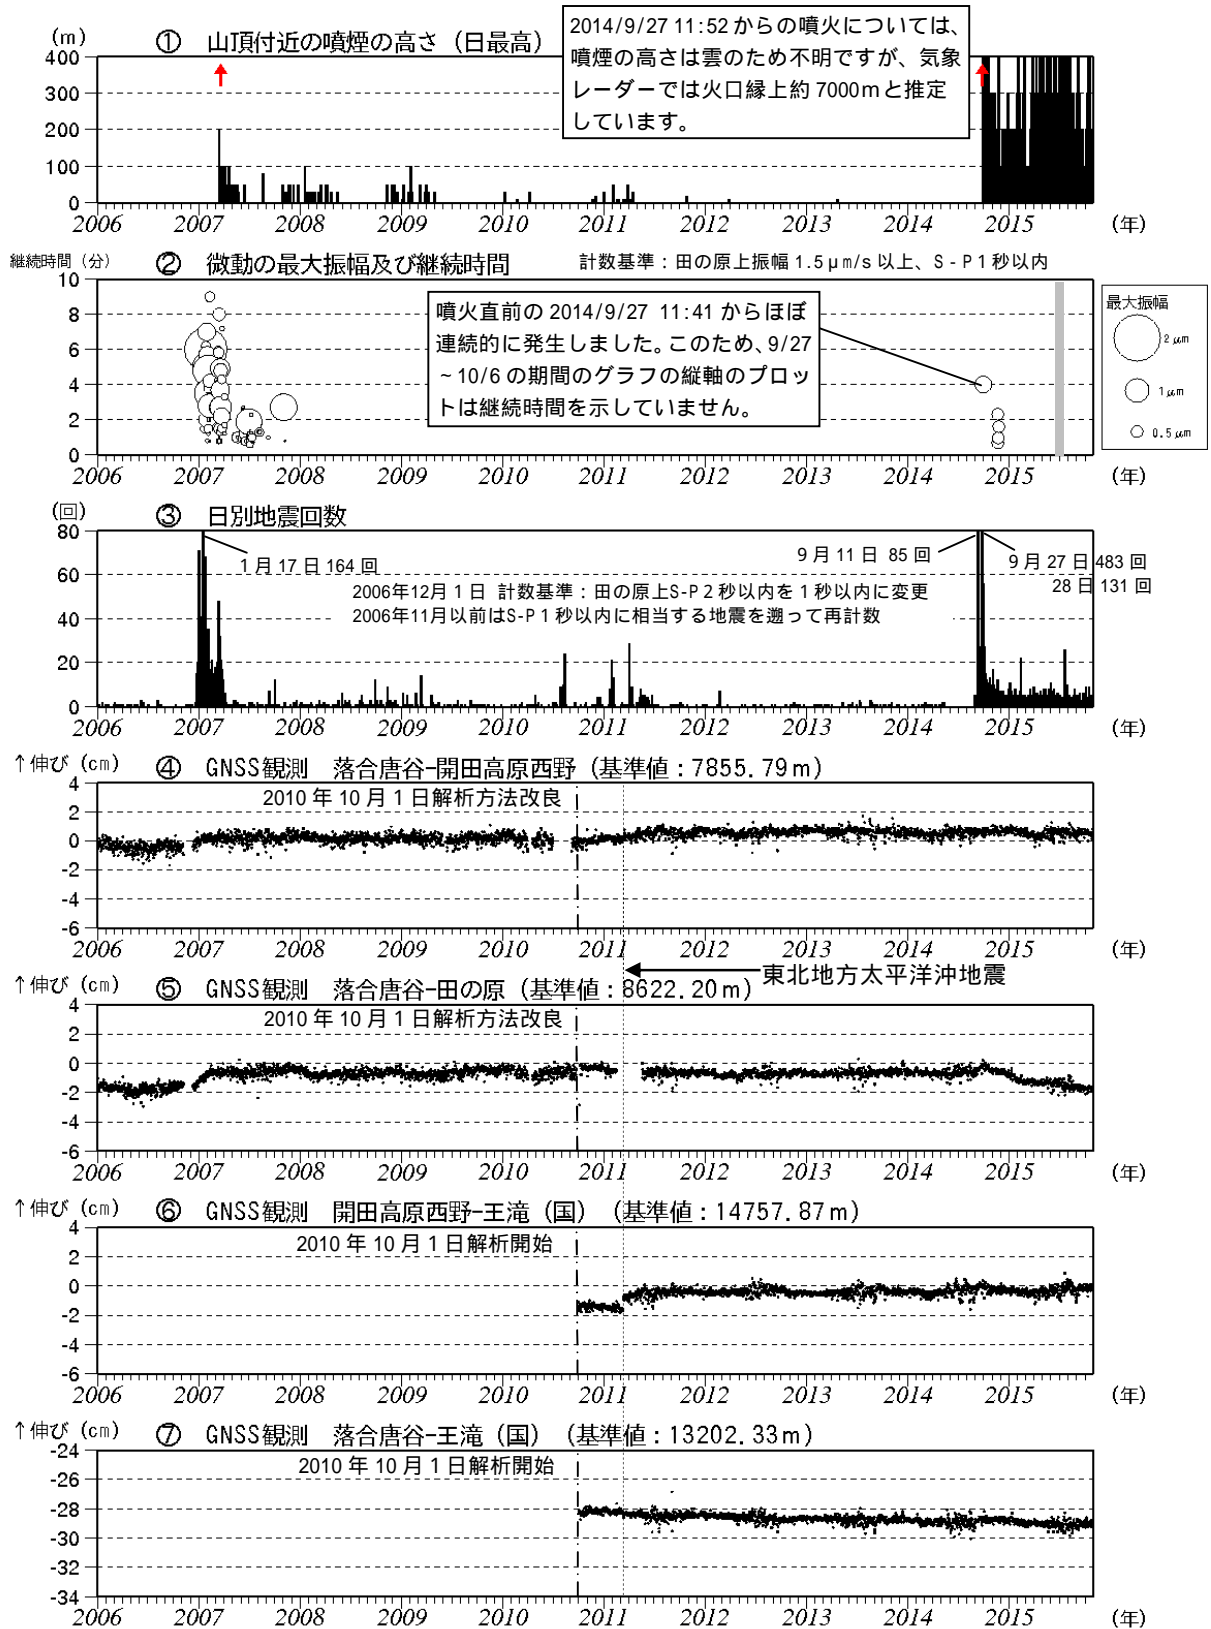 (m)
① 山頂付近の噴煙の高さ（日最高）
2014/9/27 11:52 からの噴火については、
噴煙の高さは雲のため不明ですが、気象
レーダーでは火口縁上約 7000mと推定
しています。
400
300
200
100
0
2006 2007 2008 2009 2010 2011 2012 2013 2014 2015 (年)
継続時間（分）
② 微動の最大振幅及び継続時間
計数基準：田の原上振幅 1.5μm/s 以上、S-P1秒以内
噴火直前の 2014/9/27 11:41 からほぼ
連続的に発生しました。このため、9/27
~10/6 の期間のグラフの縦軸のプロッ
トは継続時間を示していません。
最大振幅
2μm
1μm
0.5μm
10
8
6
4
2
0
2006 2007 2008 2009 2010 2011 2012 2013 2014 2015 (年)
(回)
③ 日別地震回数
1月17日164回
9月11日 85回
9月27日483回
28日131回
2006年12月1日 計数基準：田の原上S-P2秒以内を1秒以内に変更
2006年11月以前はS-P1秒以内に相当する地震を遡って再計数
80
60
40
20
0
2006 2007 2008 2009 2010 2011 2012 2013 2014 2015 (年)
↑伸び (cm)
④ GNSS観測 落合唐谷-開田高原西野（基準値：7855.79m）
2010年10月1日解析方法改良
4
2
0
-2
-4
-6
2006 2007 2008 2009 2010 2011 2012 2013 2014 2015 (年)
東北地方太平洋沖地震
↑伸び (cm)
⑤ GNSS観測 落合唐谷-田の原（基準値：8622.20m）
2010年10月1日解析方法改良
4
2
0
-2
-4
-6
2006 2007 2008 2009 2010 2011 2012 2013 2014 2015 (年)
↑伸び (cm)
⑥ GNSS観測 開田高原西野-王滝（国）（基準値：14757.87m）
2010年10月1日解析開始
4
2
0
-2
-4
-6
2006 2007 2008 2009 2010 2011 2012 2013 2014 2015 (年)
↑伸び (cm)
⑦ GNSS観測 落合唐谷-王滝（国）（基準値：13202.33m）
2010年10月1日解析開始
-24
-26
-28
-30
-32
-34
2006 2007 2008 2009 2010 2011 2012 2013 2014 2015 (年)